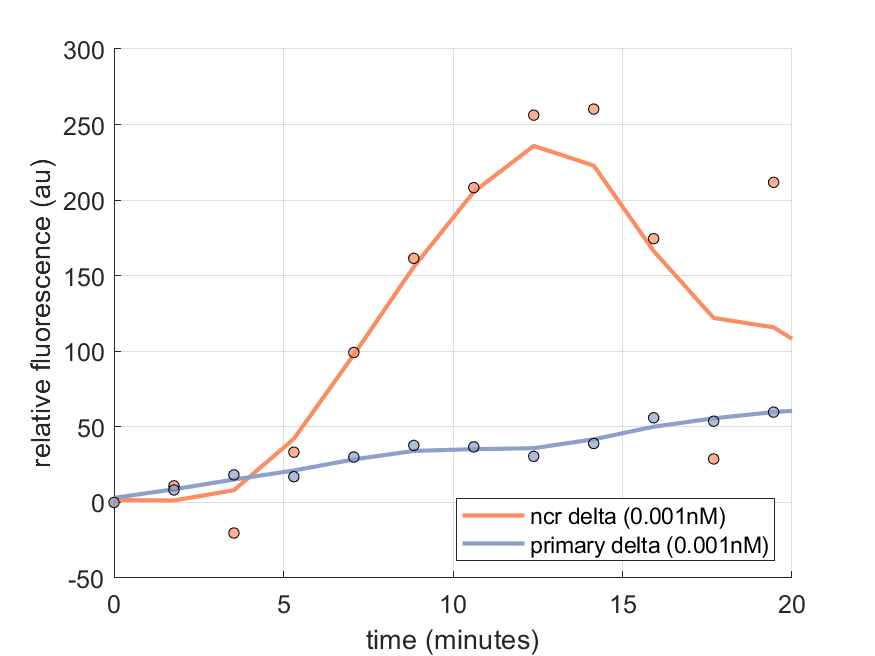 300
250
200
150
100
50
0
-50
relative fluorescence (au)
0 5 10 15 20
time (minutes)
ncr delta (0.001nM)
primary delta (0.001nM)